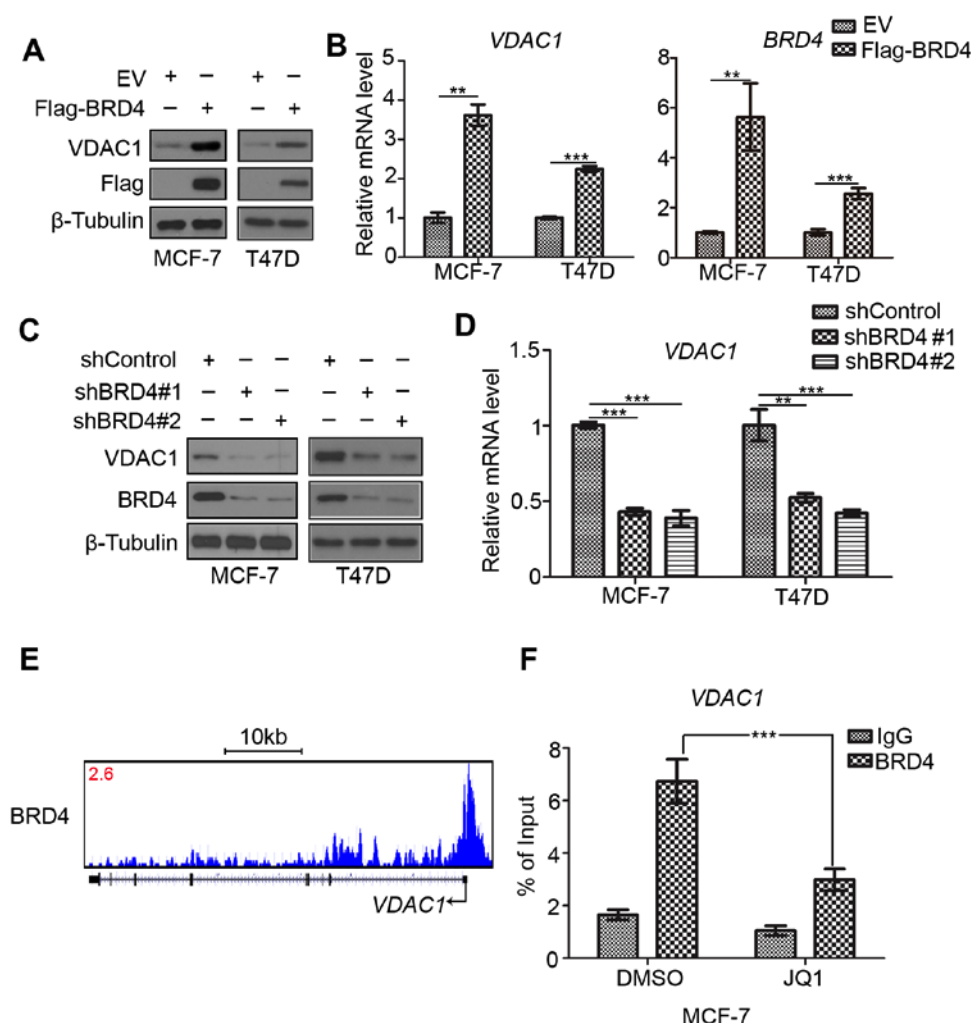 A
EV + – + –
Flag-BRD4 – + – +
VDAC1
Flag
β-Tubulin
MCF-7 T47D
B
VDAC1
BRD4
EV
Flag-BRD4
Relative mRNA level
5
4
3
2
1
0
**
***
MCF-7 T47D
8
6
4
2
0
**
***
MCF-7 T47D
C
shControl + – – + – –
shBRD4#1 – + – – + –
shBRD4#2 – – + – – +
VDAC1
BRD4
β-Tubulin
MCF-7 T47D
D
shControl
shBRD4 #1
shBRD4#2
VDAC1
Relative mRNA level
1.5
1
0.5
0
***
***
***
**
MCF-7 T47D
E
10kb
2.6
BRD4
VDAC1
F
VDAC1
IgG
BRD4
***
% of Input
8
6
4
2
0
DMSO JQ1
MCF-7